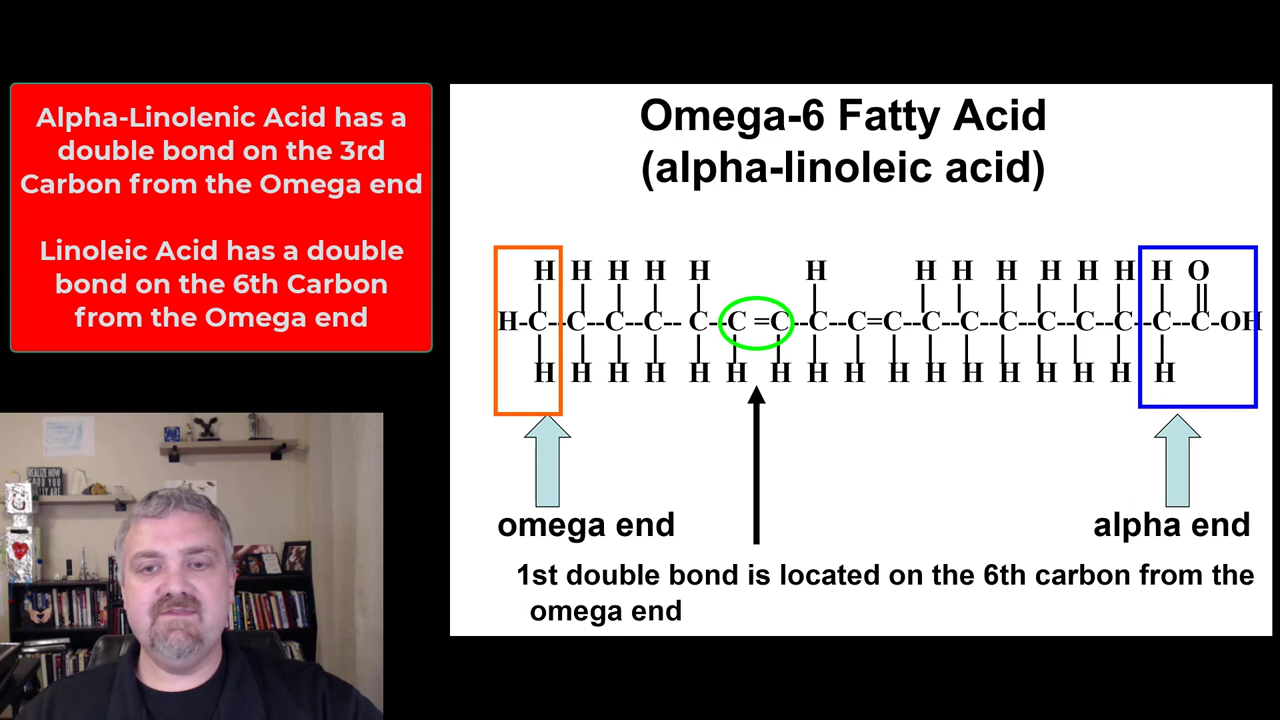 Alpha-Linolenic Acid has a
double bond on the 3rd
Carbon from the Omega end
Linoleic Acid has a double
bond on the 6th Carbon
from the Omega end
Omega-6 Fatty Acid
(alpha-linoleic acid)
H H H H H H H H H H H H H O
H-C--C--C--C-- C--C =C--C--C=C--C--C--C--C--C--C--C--C-OH
H H H H H H H H H H H H H H H H H
omega end
alpha end
1st double bond is located on the 6th carbon from the
omega end